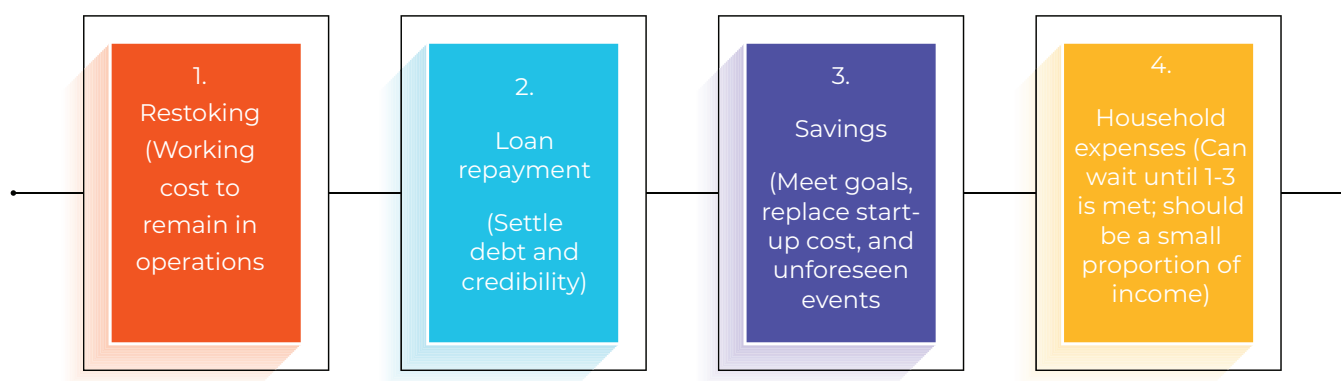 1.
Restoking
(Working
cost to
remain in
operations
2.
Loan
repayment
(Settle
debt and
credibility)
3.
Savings
(Meet goals,
replace start-
up cost, and
unforeseen
events
4.
Household
expenses (Can
wait until 1-3
is met; should
be a small
proportion of
income)